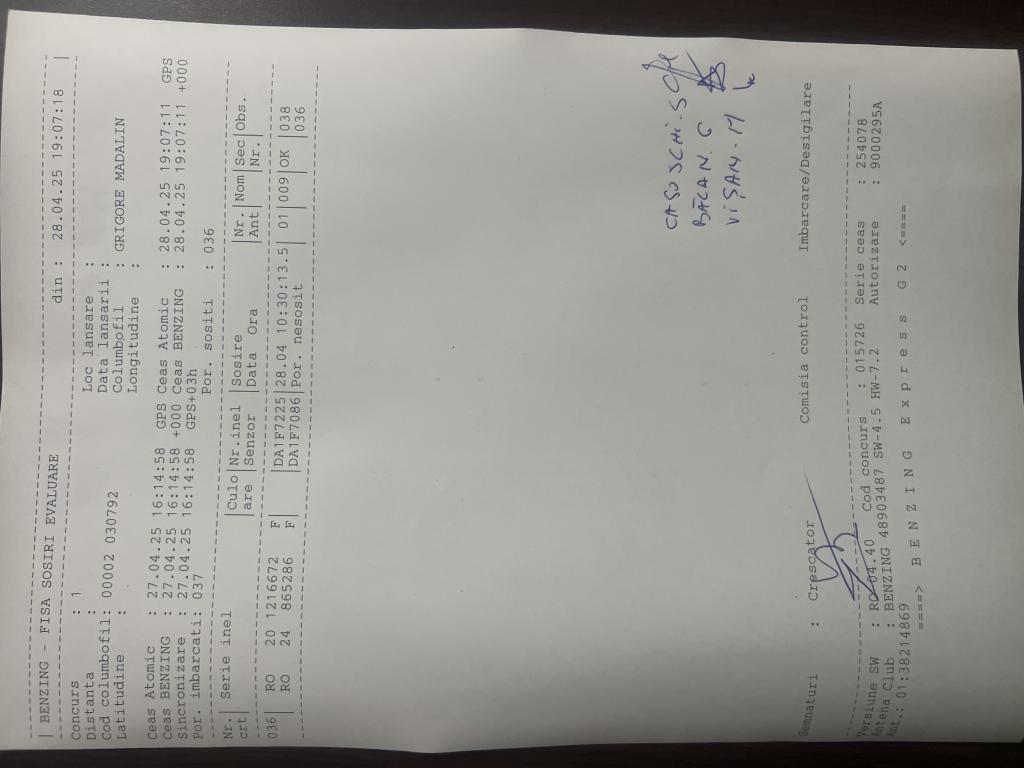 | BENZING - FISA SOSIRI EVALUARE din : 28.04.25 19:07:18 |
Concurs : 1 Loc lansare :
Distanta : Data lansarii :
Cod columbofil: 00002 030792 Columbofil : GRIGORE MADALIN
Latitudine : Longitudine :
Ceas Atomic : 27.04.25 16:14:58 GPS Ceas Atomic : 28.04.25 19:07:11 GPS
Ceas BENZING : 27.04.25 16:14:58 +000 Ceas BENZING : 28.04.25 19:07:11 +000
Sincronizare : 27.04.25 16:14:58 GPS+03h
Por. imbarcati: 037 Por. sositi : 036
Nr.| Serie inel |Culo|Nr.inel |Sosire |Nr.|Nom|Sec|Obs.
crt| |are |Senzor |Data Ora |Ant|Nr.|
036| RO 20 1216672 F |DA1F7225|28.04 10:30:13.5| 01|009|OK |038
| RO 24 865286 F| |DA1F7086|Por. nesosit | |036
CASOSCHI.S
BĂCAN. C
VIȘAN. M
Semnaturi : Crescator Comisia control Imbarcare/Desigilare
Versiune SW : RO-04.40 Cod concurs : 015726 Serie ceas : 254078
Antena Club : BENZING 48903487 SW-4.5 HW-7.2 Autorizare : 9000295A
Ant.: 01:38214869
====> B E N Z I N G E x p r e s s G 2 <====